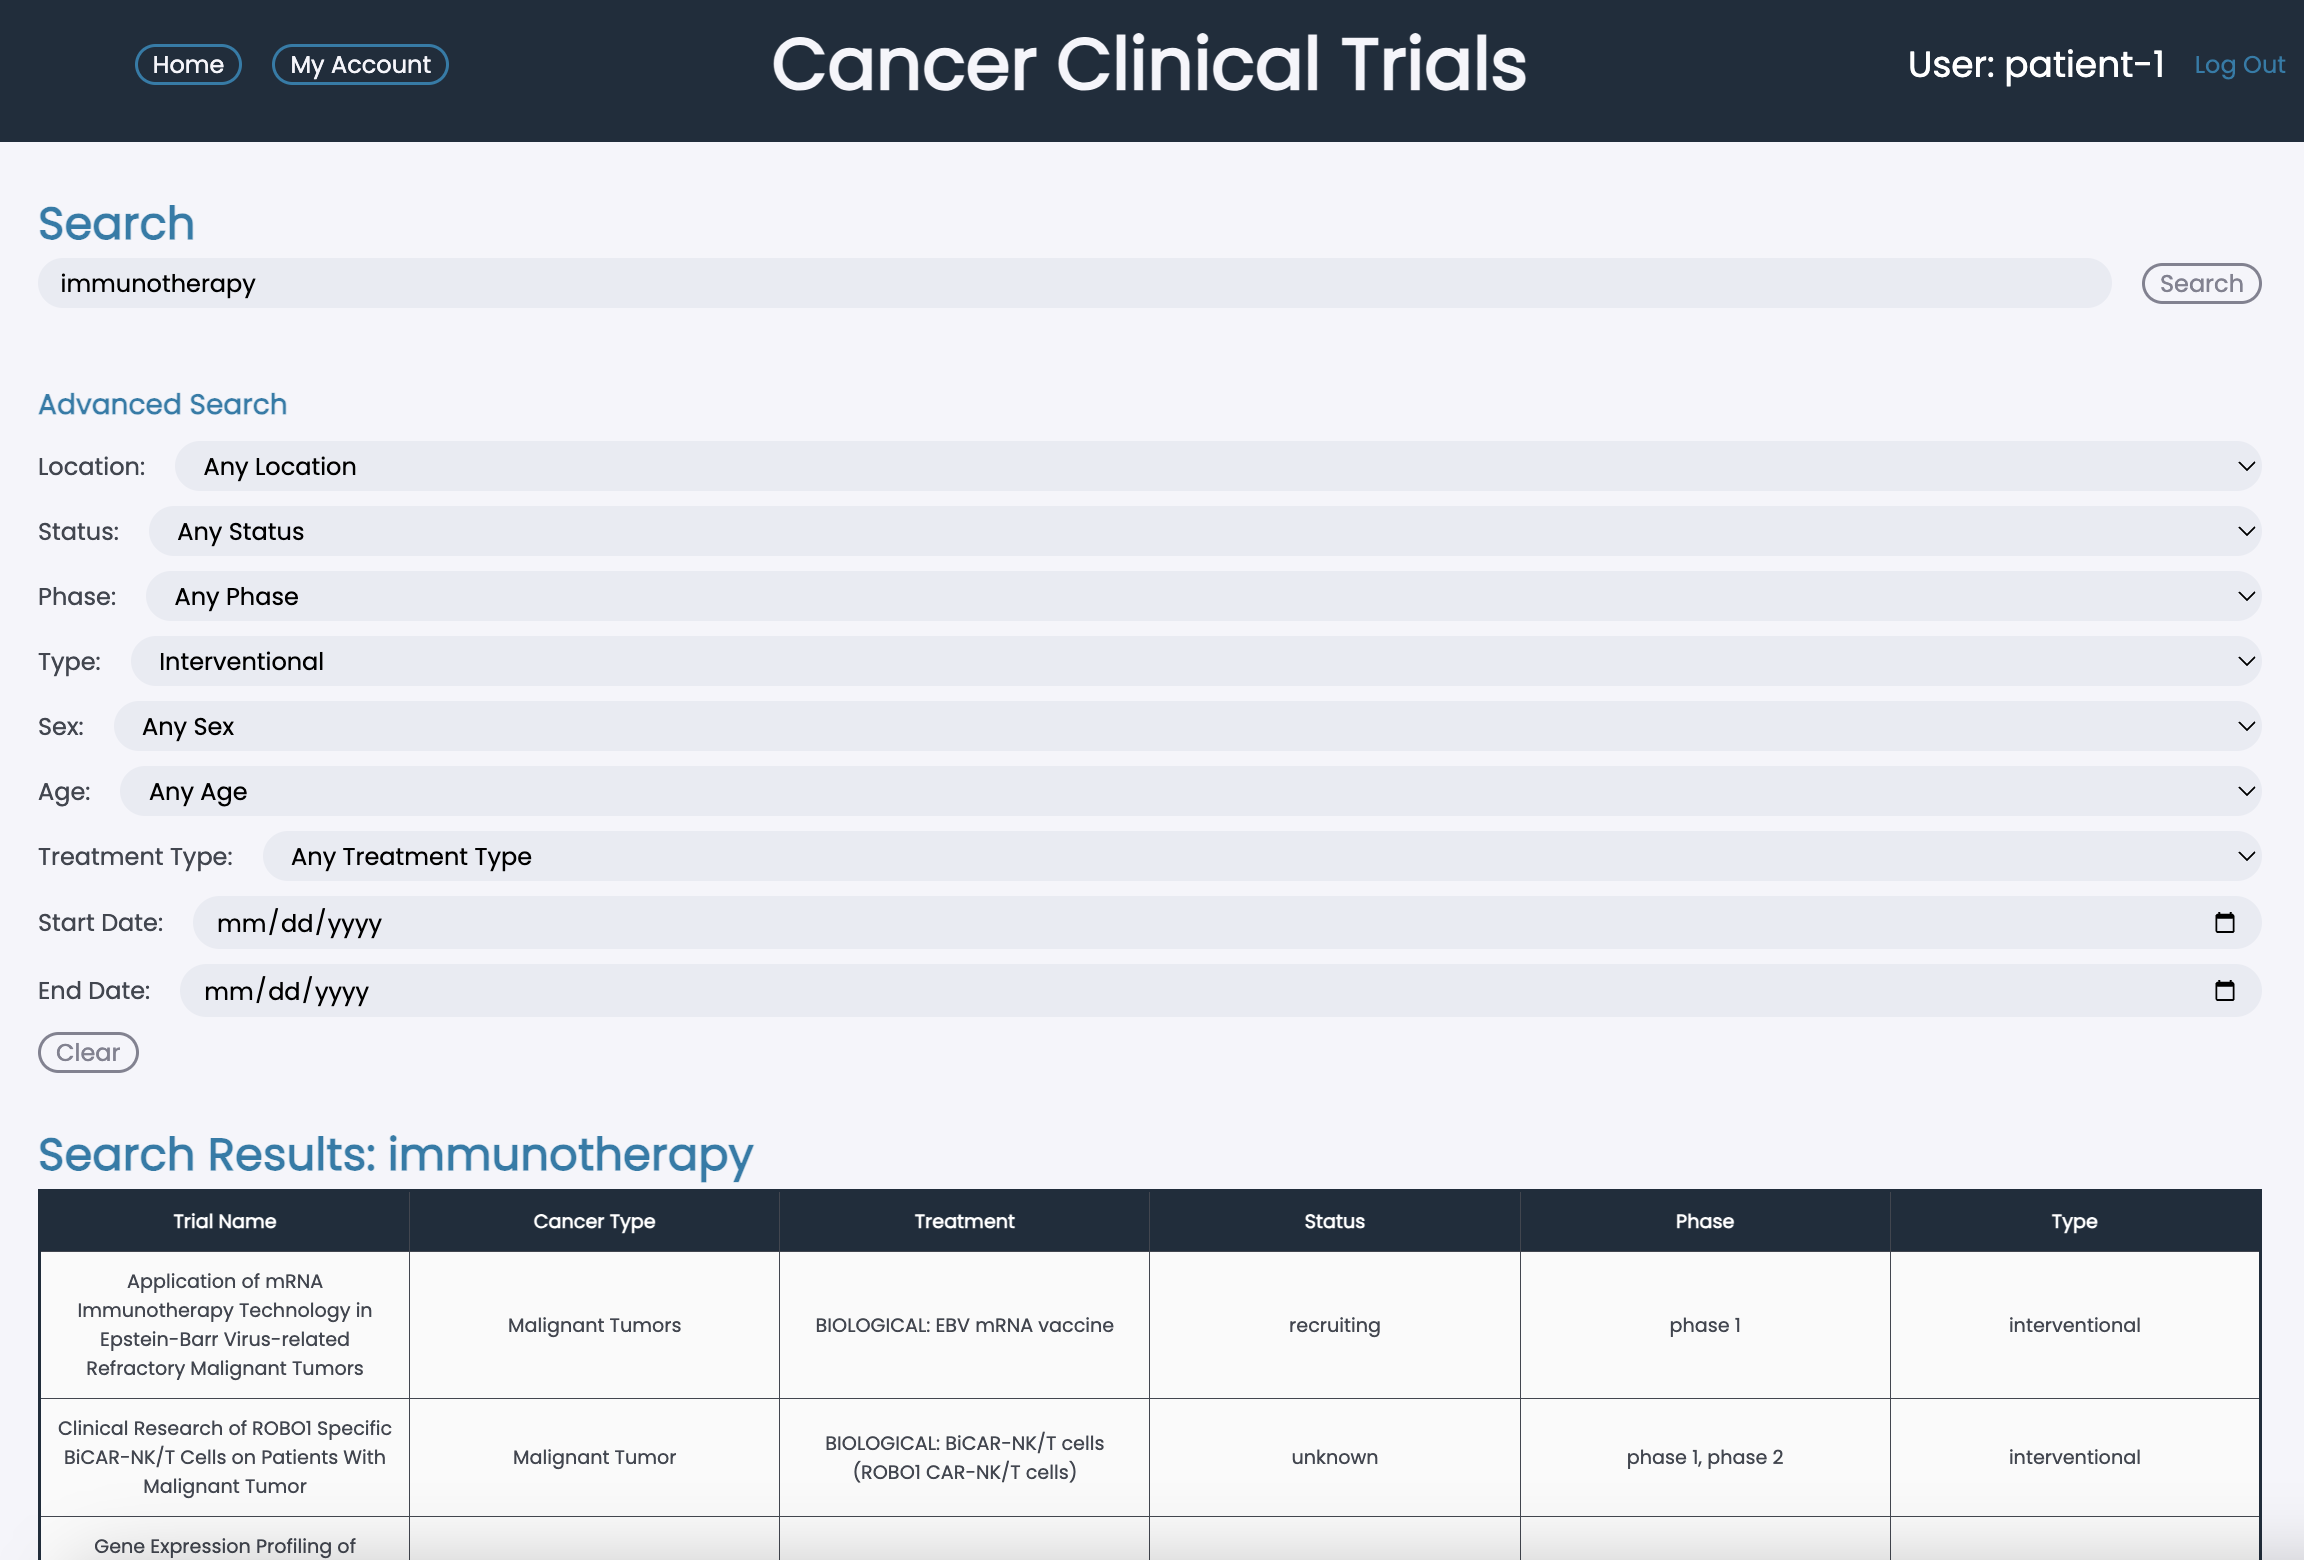 Home
My Account
Cancer Clinical Trials
User: patient-1
Log Out
Search
immunotherapy
Search
Advanced Search
Location:
Any Location
Status:
Any Status
Phase:
Any Phase
Type:
Interventional
Sex:
Any Sex
Age:
Any Age
Treatment Type:
Any Treatment Type
Start Date:
mm/dd/yyyy
End Date:
mm/dd/yyyy
Clear
Search Results: immunotherapy
Trial Name
Cancer Type
Treatment
Status
Phase
Type
Application of mRNA
Immunotherapy Technology in
Epstein-Barr Virus-related
Refractory Malignant Tumors
Malignant Tumors
BIOLOGICAL: EBV mRNA vaccine
recruiting
phase 1
interventional
Clinical Research of ROBO1 Specific
BiCAR-NK/T Cells on Patients With
Malignant Tumor
Malignant Tumor
BIOLOGICAL: BiCAR-NK/T cells
(ROBO1 CAR-NK/T cells)
unknown
phase 1, phase 2
interventional
Gene Expression Profiling of